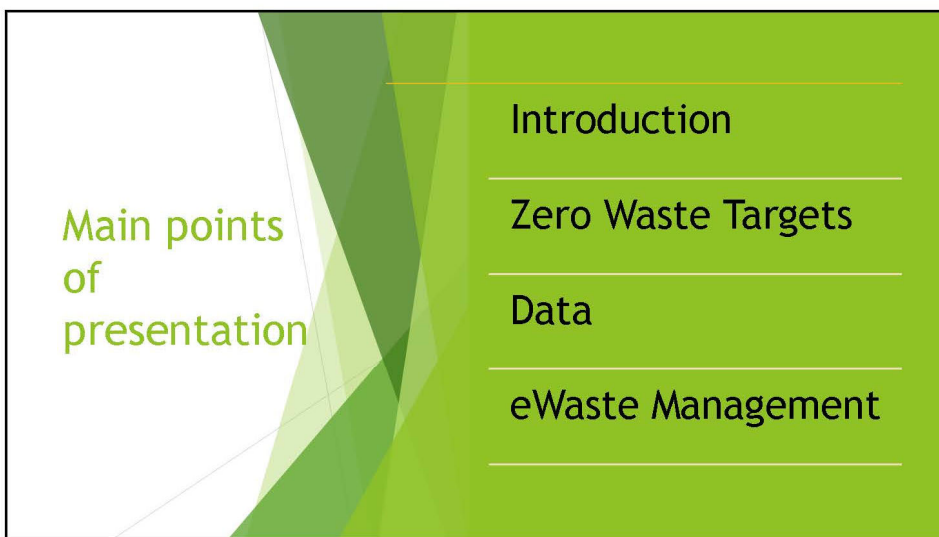 Main points
of
presentation
Introduction
Zero Waste Targets
Data
eWaste Management